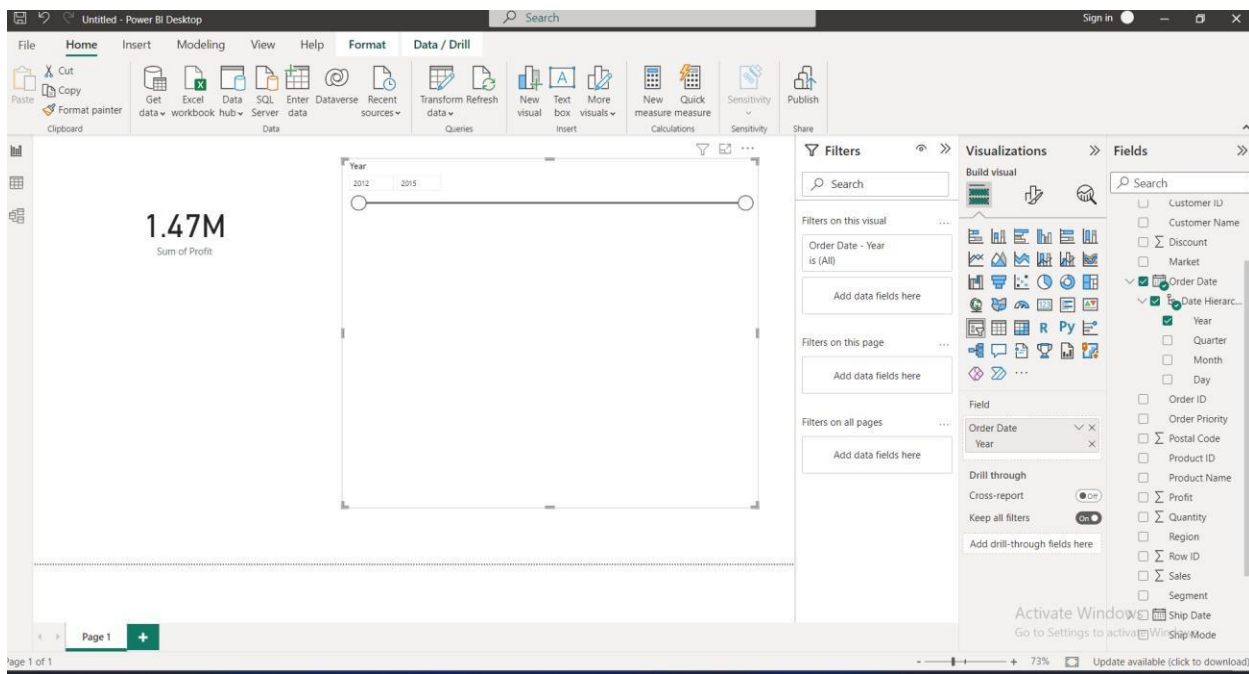 Untitled - Power BI Desktop
Search
Sign in
File Home Insert Modeling View Help Format Data / Drill
Paste
Cut
Copy
Format painter
Clipboard
Get data
Excel workbook
Data hub
SQL Server
Enter data
Dataverse
Recent sources
Data
Transform data
Refresh
Queries
New visual
Text box
More visuals
Insert
New measure
Quick measure
Calculations
Sensitivity
Sensitivity
Publish
Share
1.47M
Sum of Profit
Year
2012 2015
Filters
Search
Filters on this visual ...
Order Date - Year
is (All)
Add data fields here
Filters on this page ...
Add data fields here
Filters on all pages ...
Add data fields here
Visualizations
Build visual
R Py
...
Field
Order Date
Year
Drill through
Cross-report Off
Keep all filters On
Add drill-through fields here
Fields
Search
Customer ID
Customer Name
Discount
Market
Order Date
Date Hierarc...
Year
Quarter
Month
Day
Order ID
Order Priority
Postal Code
Product ID
Product Name
Profit
Quantity
Region
Row ID
Sales
Segment
Ship Date
Ship Mode
Activate Windows
Go to Settings to activate Windows.
Page 1
Page 1 of 1
73%
Update available (click to download)